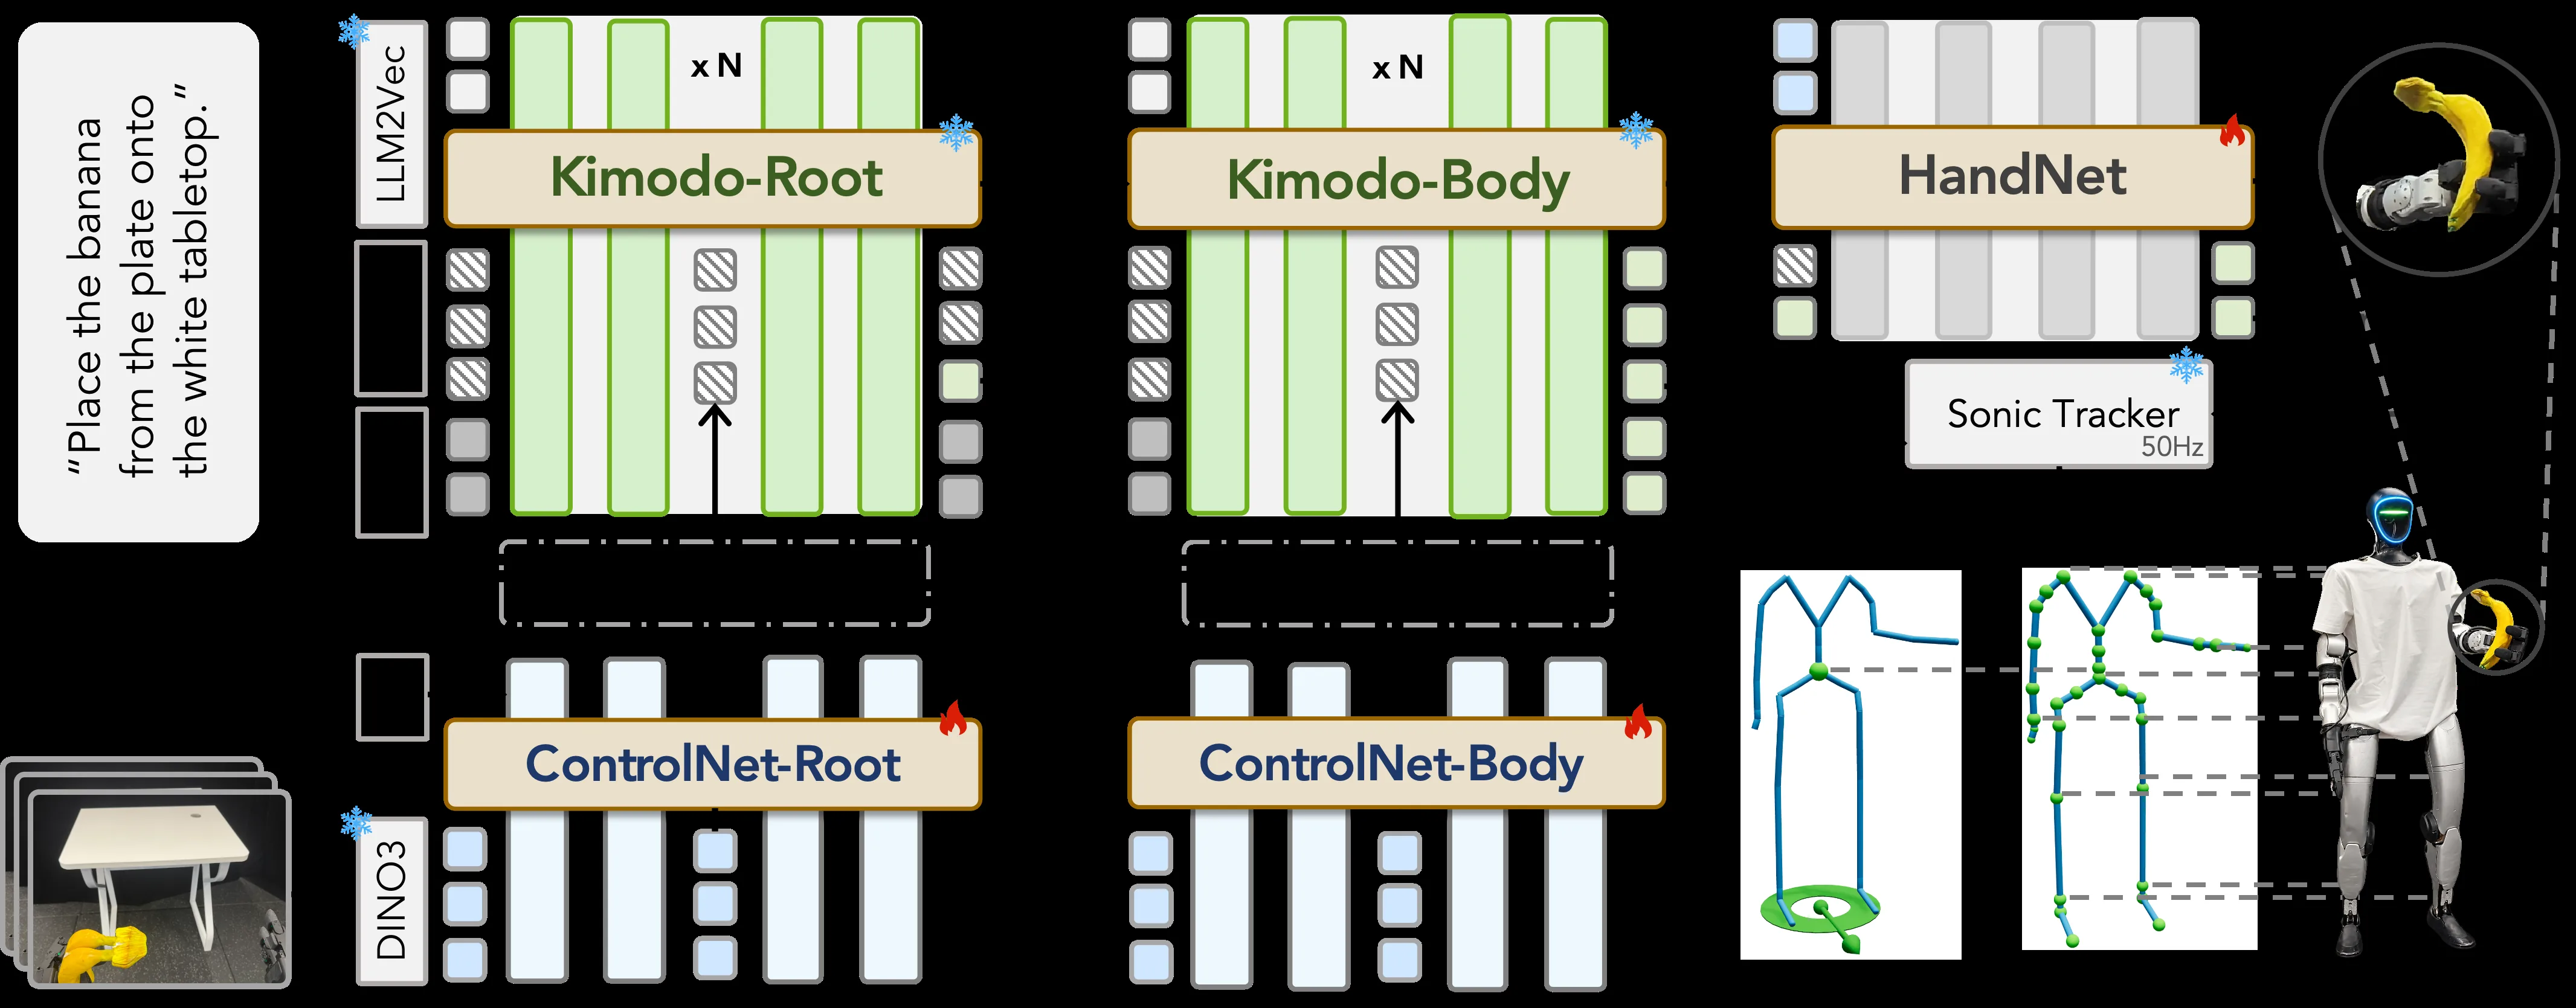 “Place the banana
from the plate onto
the white tabletop.”
LLM2Vec
x N
Kimodo-Root
x N
Kimodo-Body
HandNet
Sonic Tracker
50Hz
ControlNet-Root
ControlNet-Body
DINO3